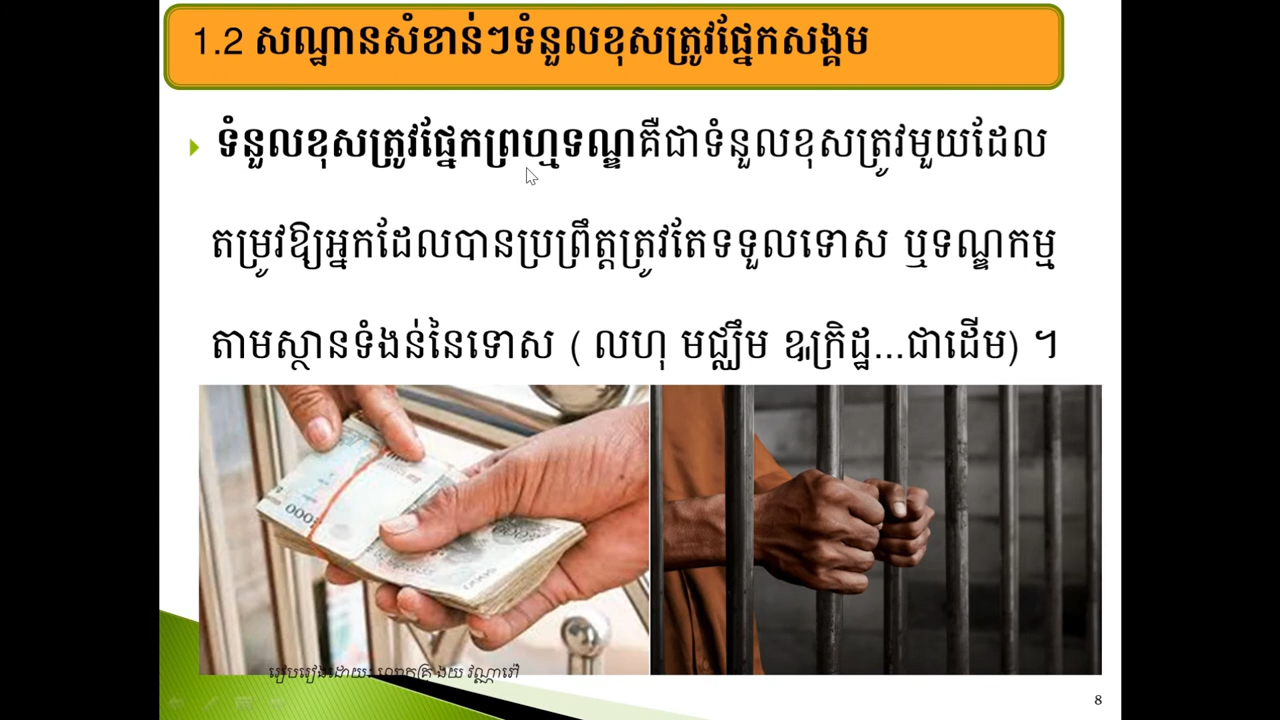 1.2 សណ្ឋានសំខាន់ៗទំនួលខុសត្រូវផ្នែកសង្គម
ទំនួលខុសត្រូវផ្នែកព្រហ្មទណ្ឌគឺជាទំនួលខុសត្រូវមួយដែល
តម្រូវឱ្យអ្នកដែលបានប្រព្រឹត្តត្រូវតែទទួលទោស ឬទណ្ឌកម្ម
តាមស្ថានទំងន់នៃទោស ( លហុ មជ្ឈឹម ឧក្រិដ្ឋ...ជាដើម) ។
រៀបរៀងដោយ
8